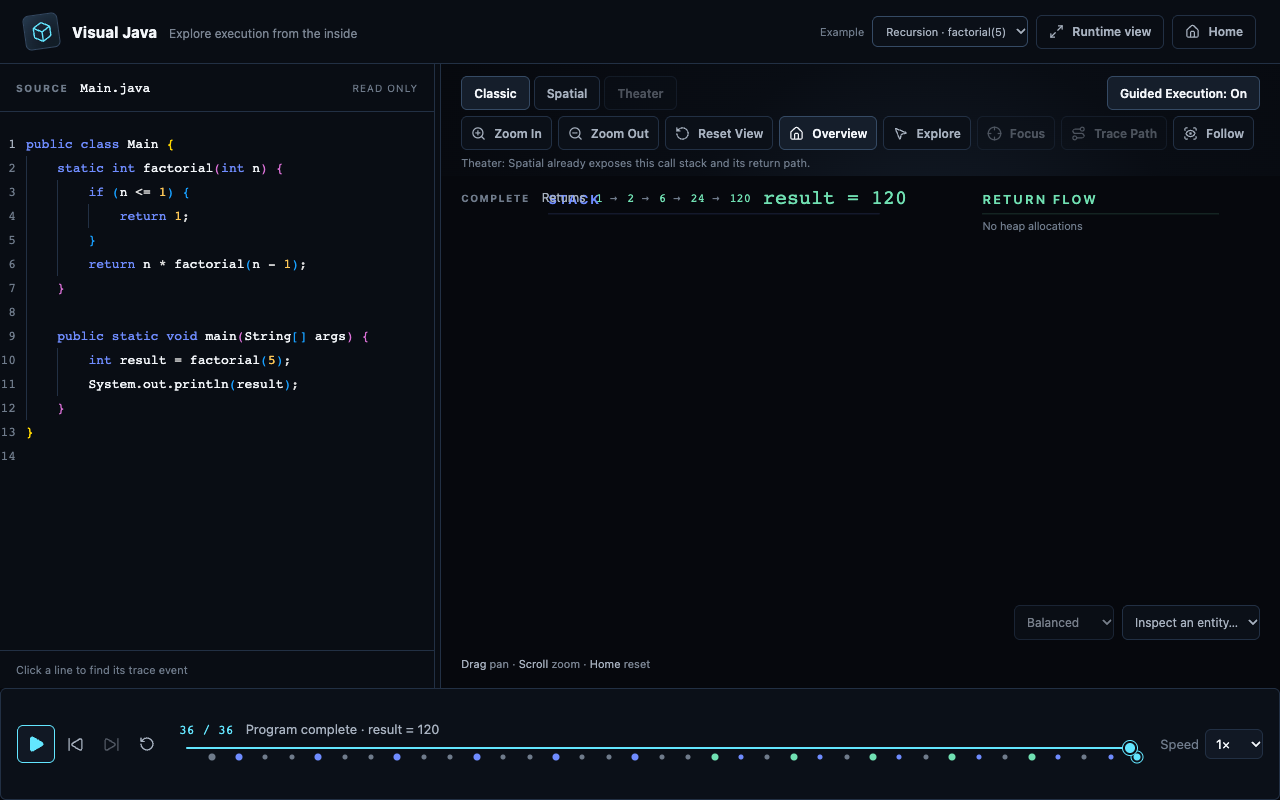 Visual Java Explore execution from the inside Example Recursion · factorial(5) Runtime view Home
SOURCE Main.java READ ONLY
1 public class Main {
2 static int factorial(int n) {
3 if (n <= 1) {
4 return 1;
5 }
6 return n * factorial(n - 1);
7 }
8
9 public static void main(String[] args) {
10 int result = factorial(5);
11 System.out.println(result);
12 }
13 }
14
Click a line to find its trace event
Classic Spatial Theater Guided Execution: On
Zoom In Zoom Out Reset View Overview Explore Focus Trace Path Follow
Theater: Spatial already exposes this call stack and its return path.
COMPLETE Returns 1 → 2 → 6 → 24 → 120 result = 120
STACK
RETURN FLOW
No heap allocations
Balanced Inspect an entity...
Drag pan · Scroll zoom · Home reset
36 / 36 Program complete · result = 120
Speed 1×